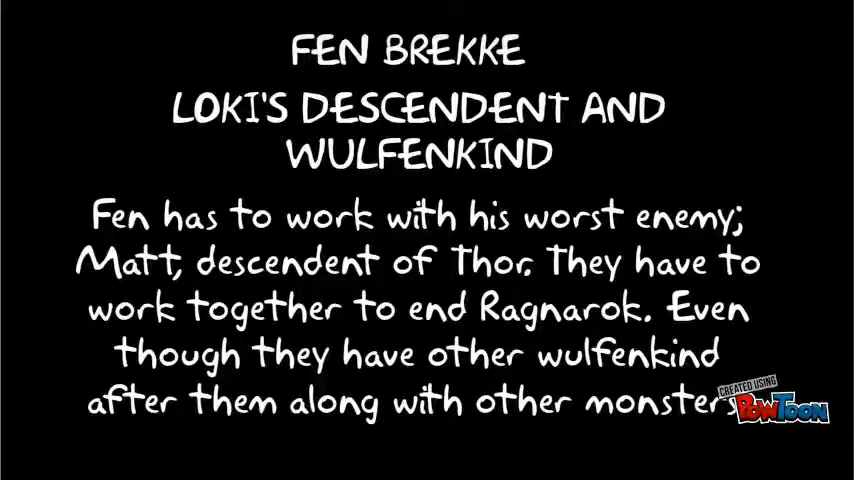 FEN BREKKE
LOKI'S DESCENDENT AND
WULFENKIND
Fen has to work with his worst enemy;
Matt, descendent of Thor. They have to
work together to end Ragnarok. Even
though they have other wulfenkind
after them along with other monsters
CREATED USING
POWTOON